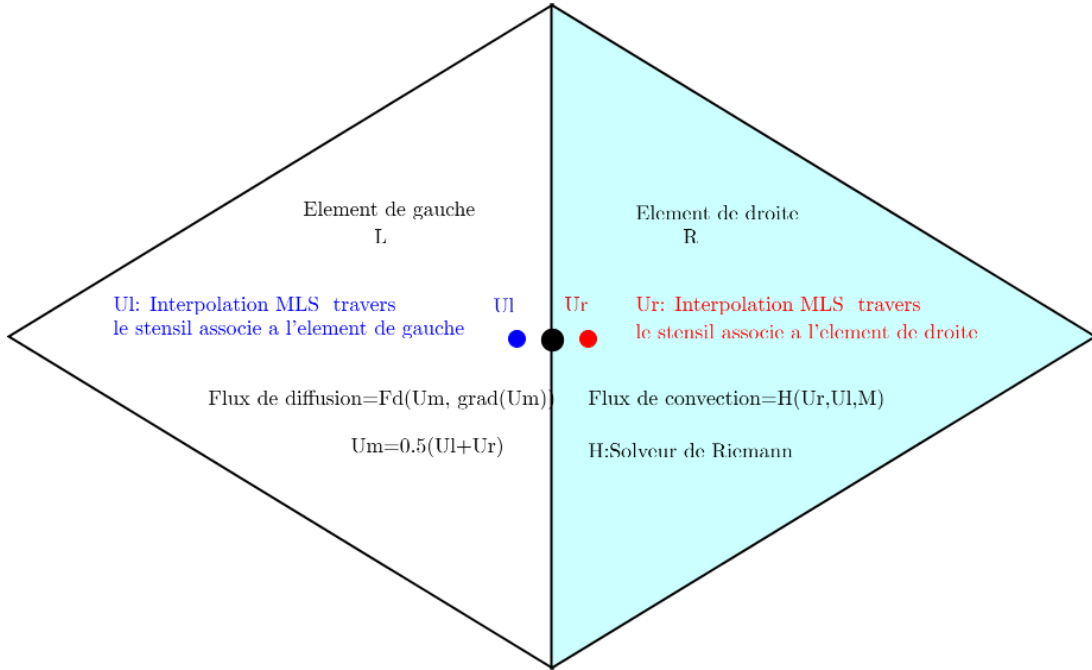 Element de gauche
L
Element de droite
R
Ul: Interpolation MLS travers
le stensil associe a l'element de gauche
Ul
Ur
Ur: Interpolation MLS travers
le stensil associe a l'element de droite
Flux de diffusion=Fd(Um, grad(Um))
Flux de convection=H(Ur,Ul,M)
Um=0.5(Ul+Ur)
H:Solveur de Riemann